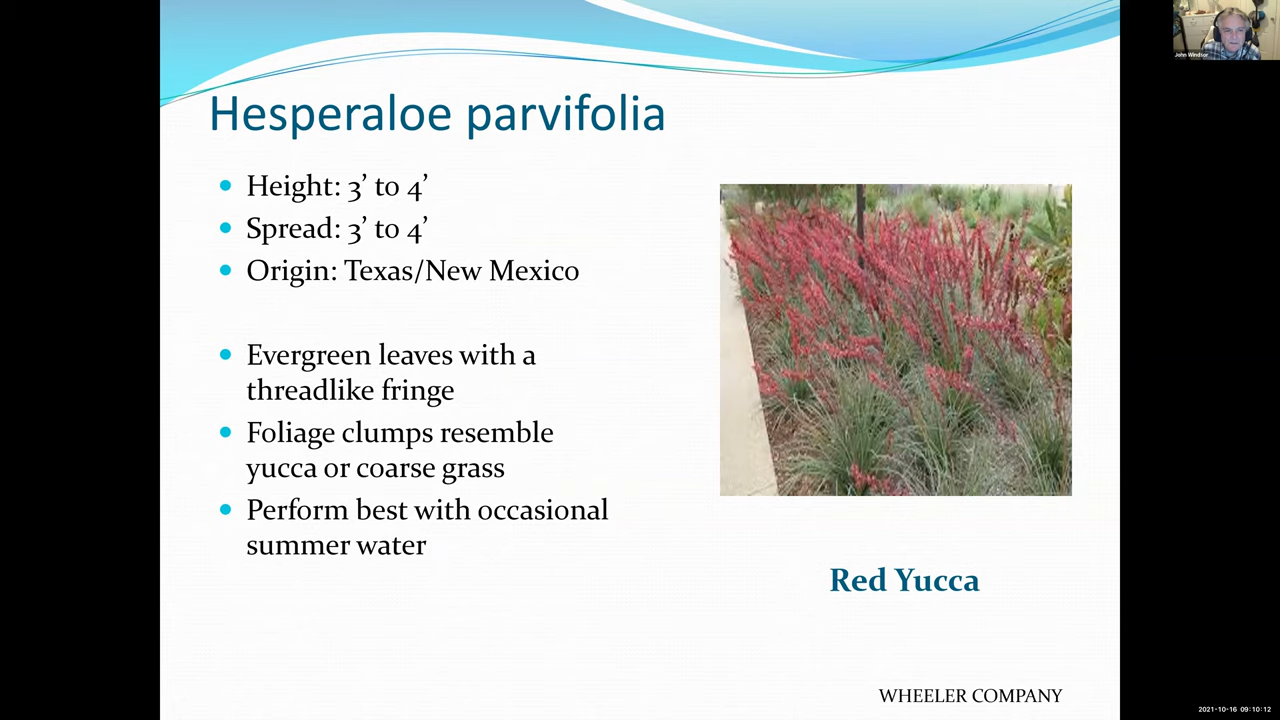 John Windsor
Hesperaloe parvifolia
Height: 3’ to 4’
Spread: 3’ to 4’
Origin: Texas/New Mexico
Evergreen leaves with a
threadlike fringe
Foliage clumps resemble
yucca or coarse grass
Perform best with occasional
summer water
Red Yucca
WHEELER COMPANY
2021-10-16 09:10:12